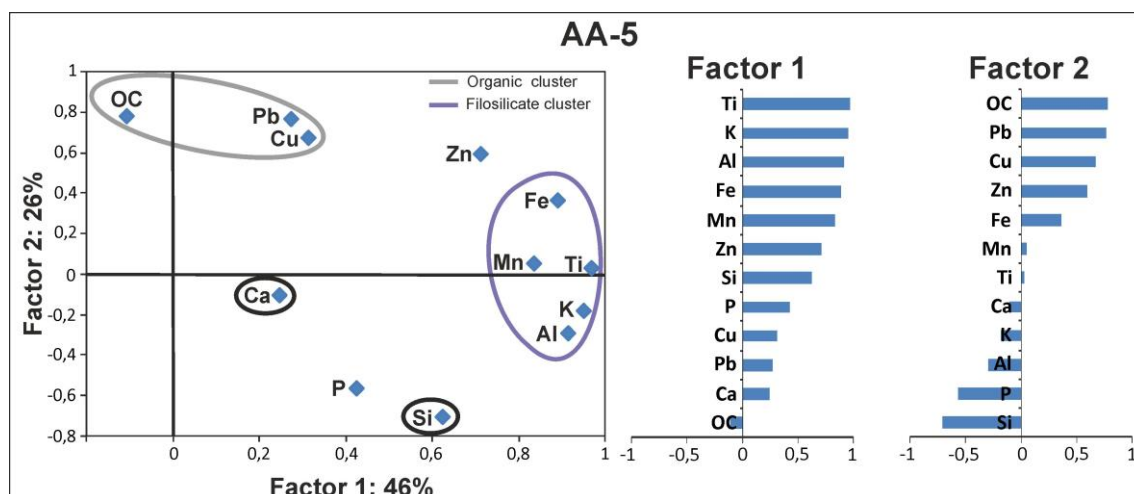 AA-5
Factor 2: 26%
1
0,8
0,6
0,4
0,2
0
-0,2
-0,4
-0,6
-0,8
Organic cluster
Filosilicate cluster
OC
Pb
Cu
Zn
Fe
Mn
Ti
Ca
K
Al
P
Si
0
0,2
0,4
0,6
0,8
1
Factor 1: 46%
Factor 1
Ti
K
Al
Fe
Mn
Zn
Si
P
Cu
Pb
Ca
OC
-1
-0,5
0
0,5
1
Factor 2
OC
Pb
Cu
Zn
Fe
Mn
Ti
Ca
K
Al
P
Si
-1
-0,5
0
0,5
1